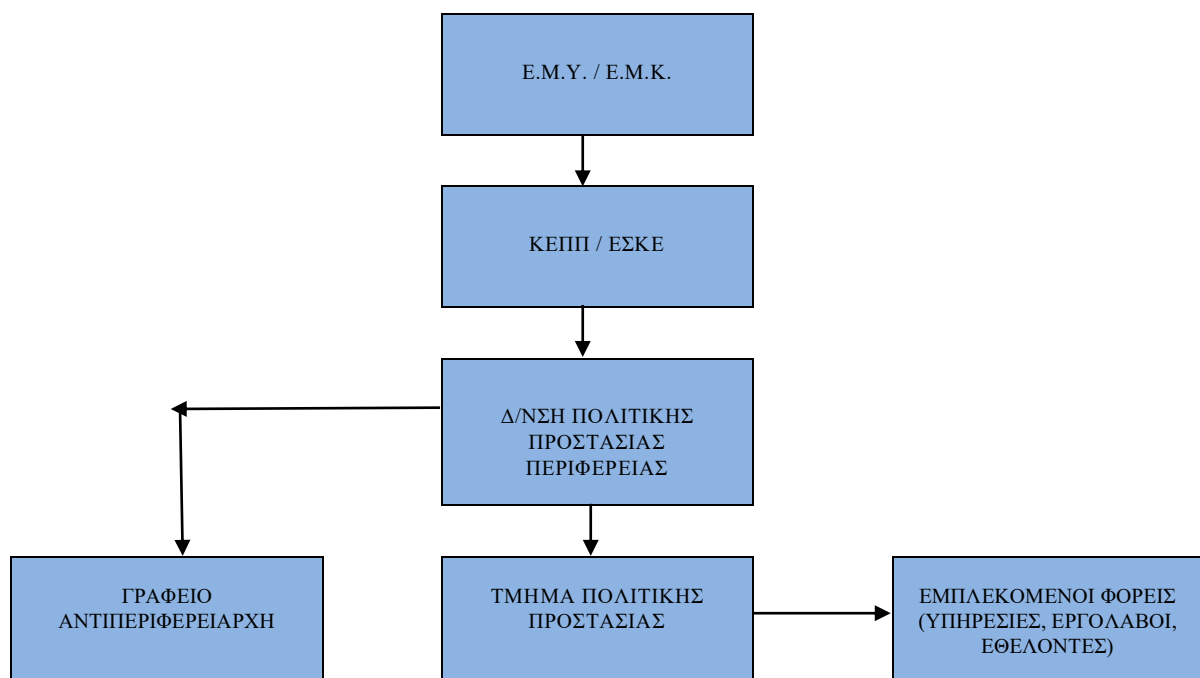 Ε.Μ.Υ. / Ε.Μ.Κ.
ΚΕΠΠ / ΕΣΚΕ
Δ/ΝΣΗ ΠΟΛΙΤΙΚΗΣ
ΠΡΟΣΤΑΣΙΑΣ
ΠΕΡΙΦΕΡΕΙΑΣ
ΓΡΑΦΕΙΟ
ΑΝΤΙΠΕΡΙΦΕΡΕΙΑΡΧΗ
ΤΜΗΜΑ ΠΟΛΙΤΙΚΗΣ
ΠΡΟΣΤΑΣΙΑΣ
ΕΜΠΛΕΚΟΜΕΝΟΙ ΦΟΡΕΙΣ
(ΥΠΗΡΕΣΙΕΣ, ΕΡΓΟΛΑΒΟΙ,
ΕΘΕΛΟΝΤΕΣ)